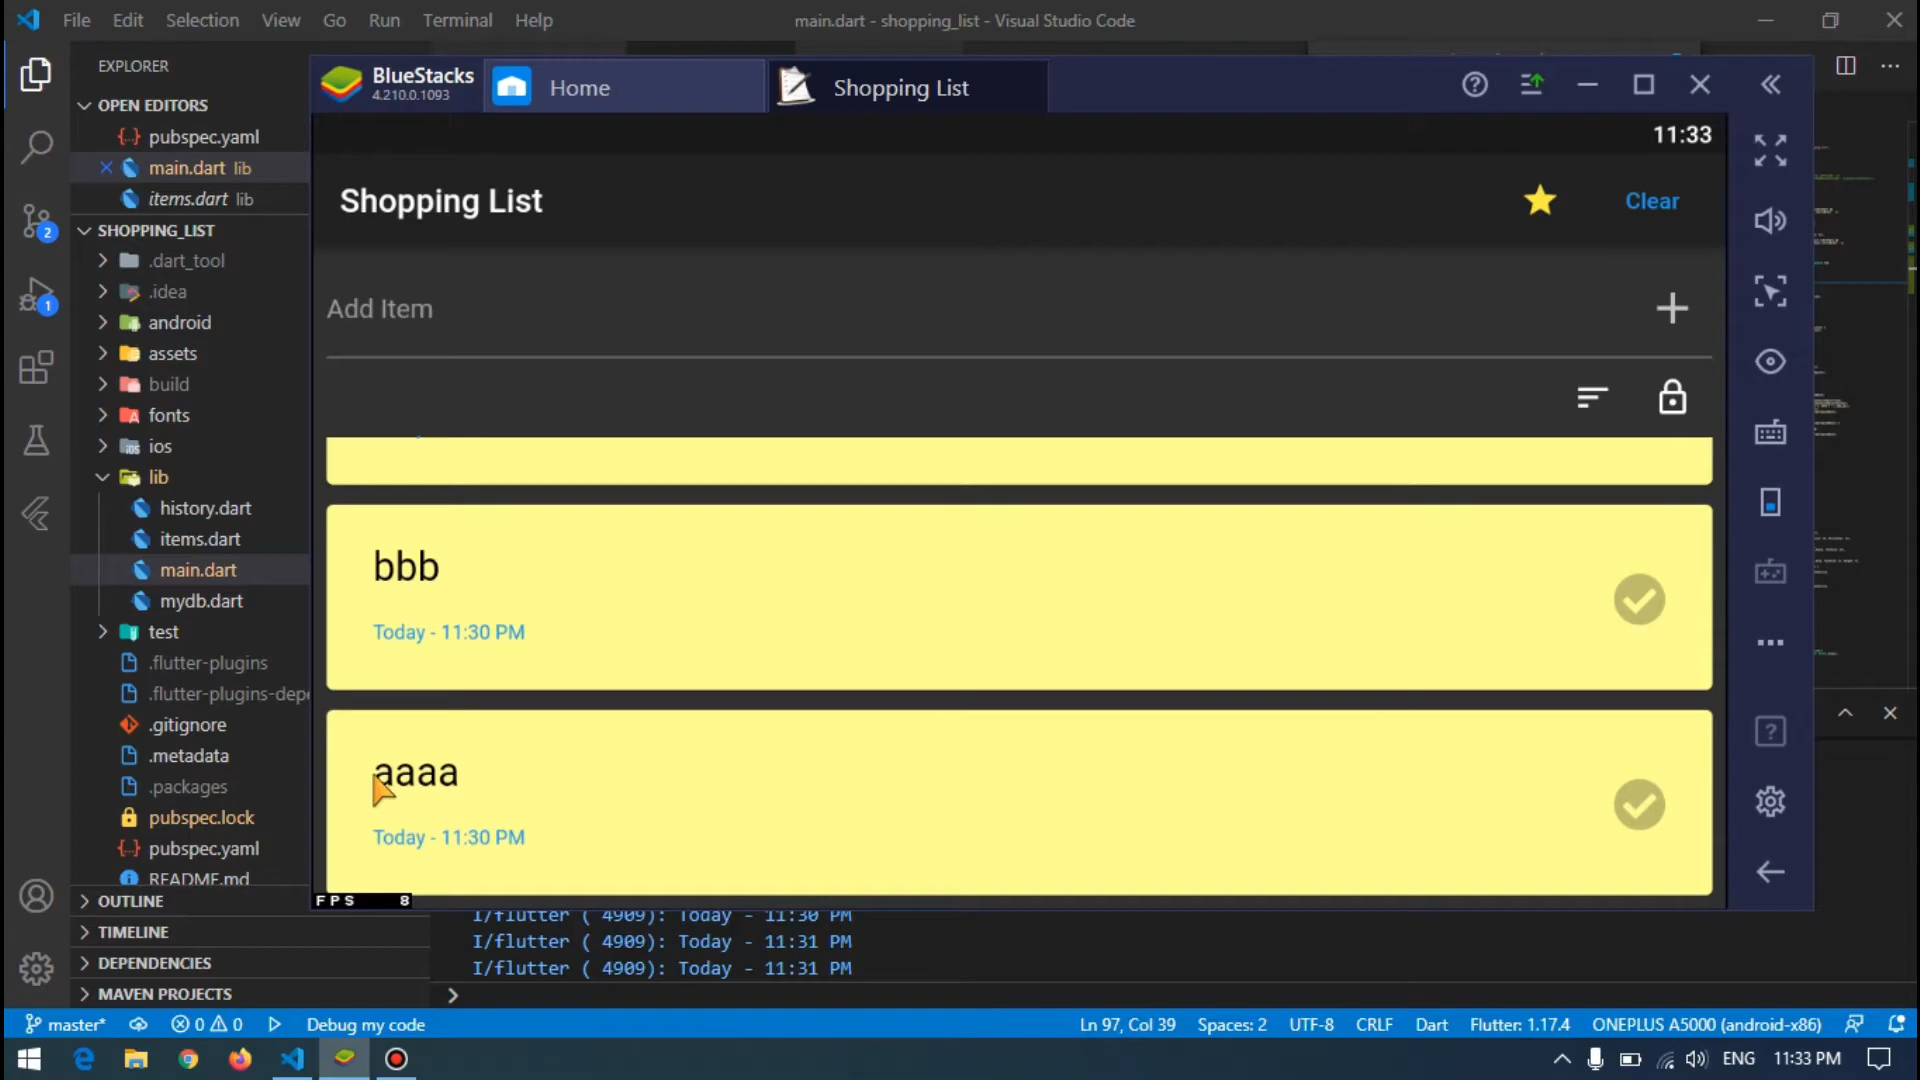 File Edit Selection View Go Run Terminal Help
main.dart - shopping_list - Visual Studio Code
EXPLORER
OPEN EDITORS
pubspec.yaml
main.dart lib
items.dart lib
SHOPPING_LIST
.dart_tool
.idea
android
assets
build
fonts
ios
lib
history.dart
items.dart
main.dart
mydb.dart
test
.flutter-plugins
.flutter-plugins-depe
.gitignore
.metadata
.packages
pubspec.lock
pubspec.yaml
README.md
OUTLINE
TIMELINE
DEPENDENCIES
MAVEN PROJECTS
2
1
BlueStacks
4.210.0.1093
Home
Shopping List
11:33
Shopping List
Clear
Add Item
bbb
Today - 11:30 PM
aaaa
Today - 11:30 PM
FPS 8
I/flutter ( 4909): Today - 11:30 PM
I/flutter ( 4909): Today - 11:31 PM
I/flutter ( 4909): Today - 11:31 PM
master* 0 0 Debug my code
Ln 97, Col 39 Spaces: 2 UTF-8 CRLF Dart Flutter: 1.17.4 ONEPLUS A5000 (android-x86)
ENG 11:33 PM